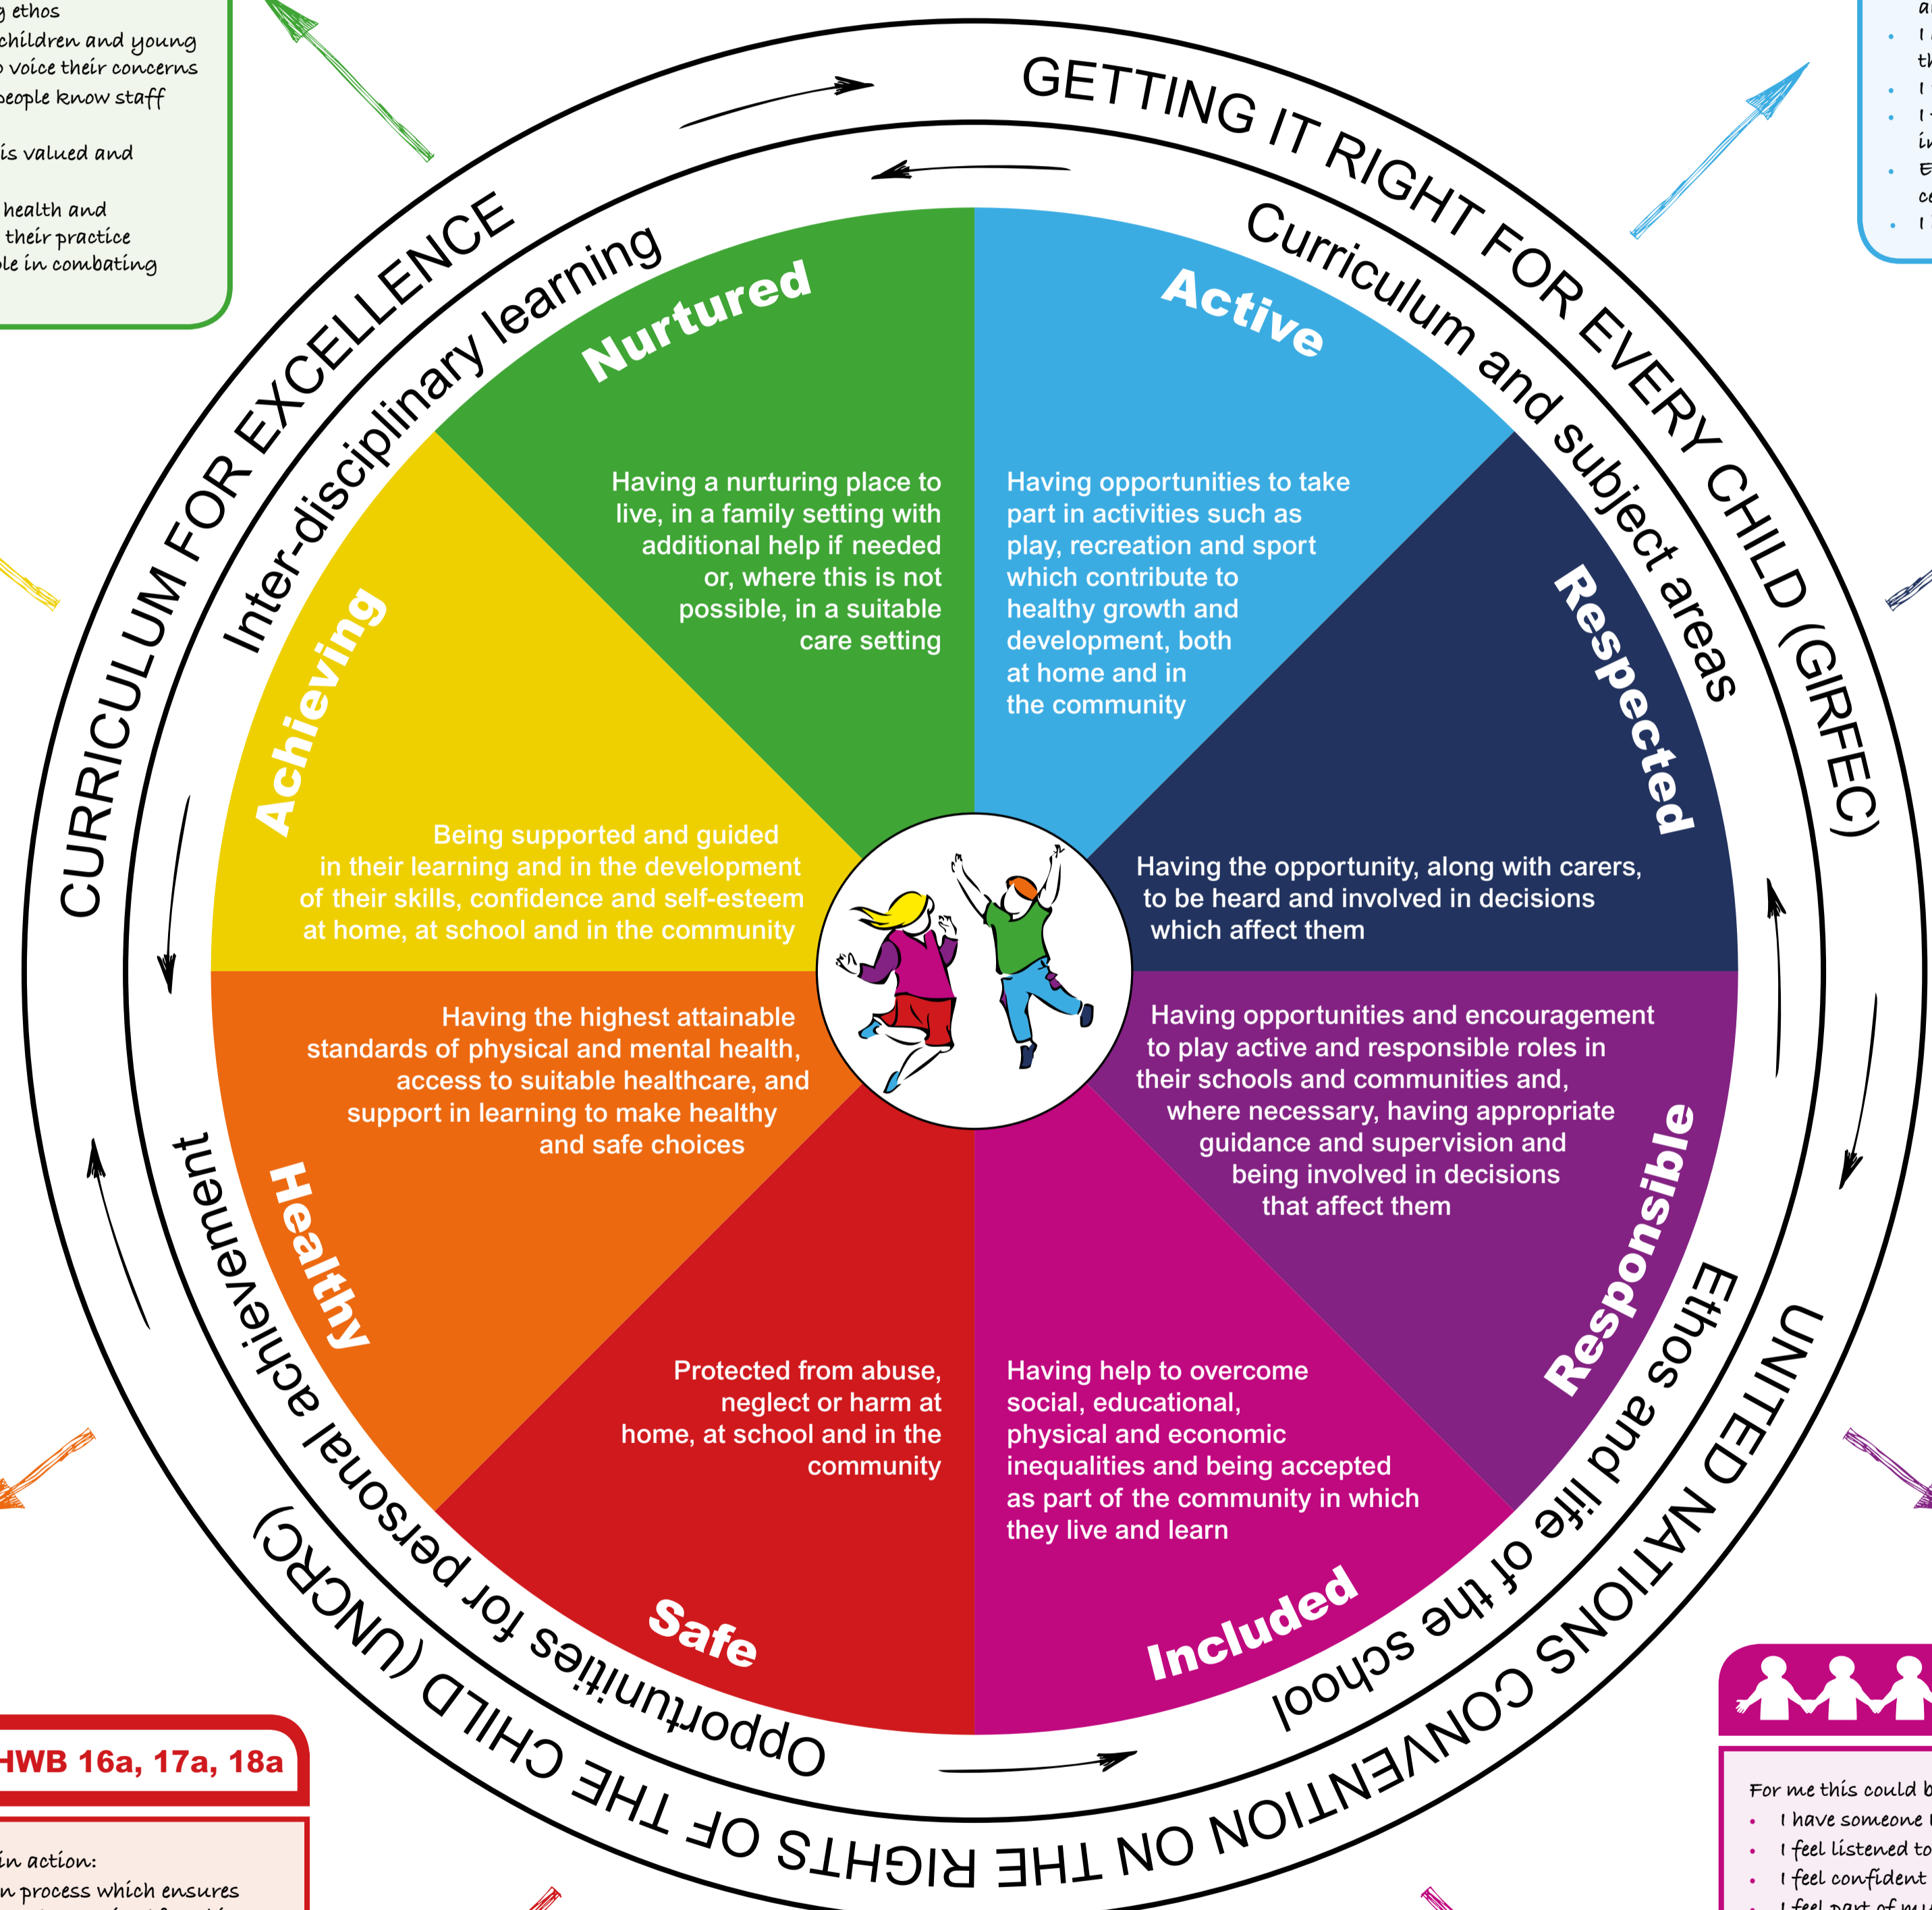 g ethos
children and young
voice their concerns
people know staff
is valued and
health and
their practice
in combating
CURRICULUM FOR EXCELLENCE
GETTING IT RIGHT FOR EVERY CHILD (GIRFEC)
UNITED NATIONS CONVENTION ON THE RIGHTS OF THE CHILD (UNCRC)
Inter-disciplinary learning
Curriculum and subject areas
Ethos and life of the school
Opportunities for personal achievement
Nurtured
Having a nurturing place to
live, in a family setting with
additional help if needed
or, where this is not
possible, in a suitable
care setting
Active
Having opportunities to take
part in activities such as
play, recreation and sport
which contribute to
healthy growth and
development, both
at home and in
the community
Respected
Having the opportunity, along with carers,
to be heard and involved in decisions
which affect them
Responsible
Having opportunities and encouragement
to play active and responsible roles in
their schools and communities and,
where necessary, having appropriate
guidance and supervision and
being involved in decisions
that affect them
Included
Having help to overcome
social, educational,
physical and economic
inequalities and being accepted
as part of the community in which
they live and learn
Safe
Protected from abuse,
neglect or harm at
home, at school and in the
community
Healthy
Having the highest attainable
standards of physical and mental health,
access to suitable healthcare, and
support in learning to make healthy
and safe choices
Achieving
Being supported and guided
in their learning and in the development
of their skills, confidence and self-esteem
at home, at school and in the community
HWB 16a, 17a, 18a
in action:
n process which ensures
For me this could b
I have someone
I feel listened to
I feel confident
I feel part of